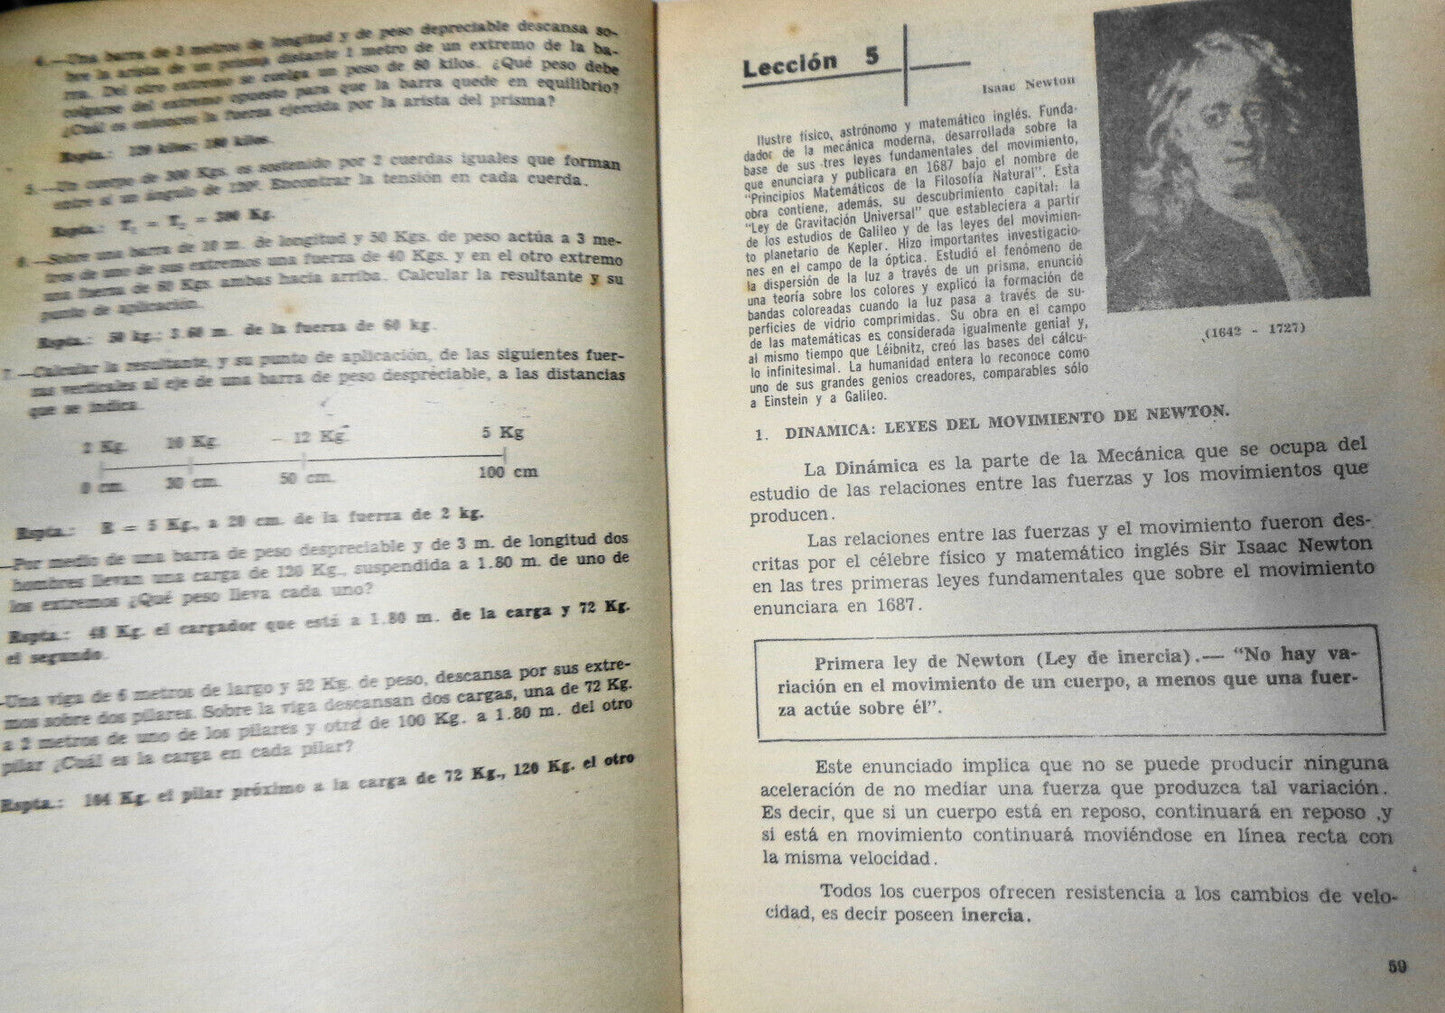 4.—Una barra de 3 metros de longitud y de peso depreciable descansa so-
bre la arista de un prisma distante 1 metro de un extremo de la ba-
rra. Del otro extremo se cuelga un peso de 60 kilos. ¿Qué peso debe
colgarse del extremo opuesto para que la barra quede en equilibrio?
¿Cuál es entonces la fuerza ejercida por la arista del prisma?
Rspta.: 120 kilos; 180 kilos.
5.—Un cuerpo de 300 Kgs. es sostenido por 2 cuerdas iguales que forman
entre sí un ángulo de 120º. Encontrar la tensión en cada cuerda.
Rspta.: T₁ = T₂ = 300 Kg.
6.—Sobre una barra de 10 m. de longitud y 50 Kgs. de peso actúa a 3 me-
tros de uno de sus extremos una fuerza de 40 Kgs. y en el otro extremo
una fuerza de 60 Kgs. ambas hacia arriba. Calcular la resultante y su
punto de aplicación.
Rspta.: 50 kg.; 3.60 m. de la fuerza de 60 kg.
7.—Calcular la resultante, y su punto de aplicación, de las siguientes fuer-
zas verticales al eje de una barra de peso despreciable, a las distancias
que se indica.
2 Kg. 10 Kg. - 12 Kg. 5 Kg
0 cm. 30 cm. 50 cm. 100 cm
Rspta.: R = 5 Kg., a 20 cm. de la fuerza de 2 kg.
—Por medio de una barra de peso despreciable y de 3 m. de longitud dos
hombres llevan una carga de 120 Kg., suspendida a 1.80 m. de uno de
los extremos ¿Qué peso lleva cada uno?
Rspta.: 48 Kg. el cargador que está a 1.80 m. de la carga y 72 Kg.
el segundo.
—Una viga de 6 metros de largo y 52 Kg. de peso, descansa por sus extre-
mos sobre dos pilares. Sobre la viga descansan dos cargas, una de 72 Kg.
a 2 metros de uno de los pilares y otra de 100 Kg. a 1.80 m. del otro
pilar ¿Cuál es la carga en cada pilar?
Rspta.: 104 Kg. el pilar próximo a la carga de 72 Kg., 120 Kg. el otro
Lección 5
Isaac Newton
Ilustre físico, astrónomo y matemático inglés. Funda-
dador de la mecánica moderna, desarrollada sobre la
base de sus tres leyes fundamentales del movimiento,
que enunciara y publicara en 1687 bajo el nombre de
"Principios Matemáticos de la Filosofía Natural". Esta
obra contiene, además, su descubrimiento capital: la
"Ley de Gravitación Universal" que estableciera a partir
de los estudios de Galileo y de las leyes del movimien-
to planetario de Kepler. Hizo importantes investigacio-
nes en el campo de la óptica. Estudió el fenómeno de
la dispersión de la luz a través de un prisma, enunció
una teoría sobre los colores y explicó la formación de
bandas coloreadas cuando la luz pasa a través de su-
perficies de vidrio comprimidas. Su obra en el campo
de las matemáticas es considerada igualmente genial y,
al mismo tiempo que Léibnitz, creó las bases del cálcu-
lo infinitesimal. La humanidad entera lo reconoce como
uno de sus grandes genios creadores, comparables sólo
a Einstein y a Galileo.
(1642 - 1727)
1. DINAMICA: LEYES DEL MOVIMIENTO DE NEWTON.
La Dinámica es la parte de la Mecánica que se ocupa del
estudio de las relaciones entre las fuerzas y los movimientos que
producen.
Las relaciones entre las fuerzas y el movimiento fueron des-
critas por el célebre físico y matemático inglés Sir Isaac Newton
en las tres primeras leyes fundamentales que sobre el movimiento
enunciara en 1687.
Primera ley de Newton (Ley de inercia).— "No hay va-
riación en el movimiento de un cuerpo, a menos que una fuer-
za actúe sobre él".
Este enunciado implica que no se puede producir ninguna
aceleración de no mediar una fuerza que produzca tal variación.
Es decir, que si un cuerpo está en reposo, continuará en reposo ,y
si está en movimiento continuará moviéndose en línea recta con
la misma velocidad.
Todos los cuerpos ofrecen resistencia a los cambios de velo-
cidad, es decir poseen inercia.
59